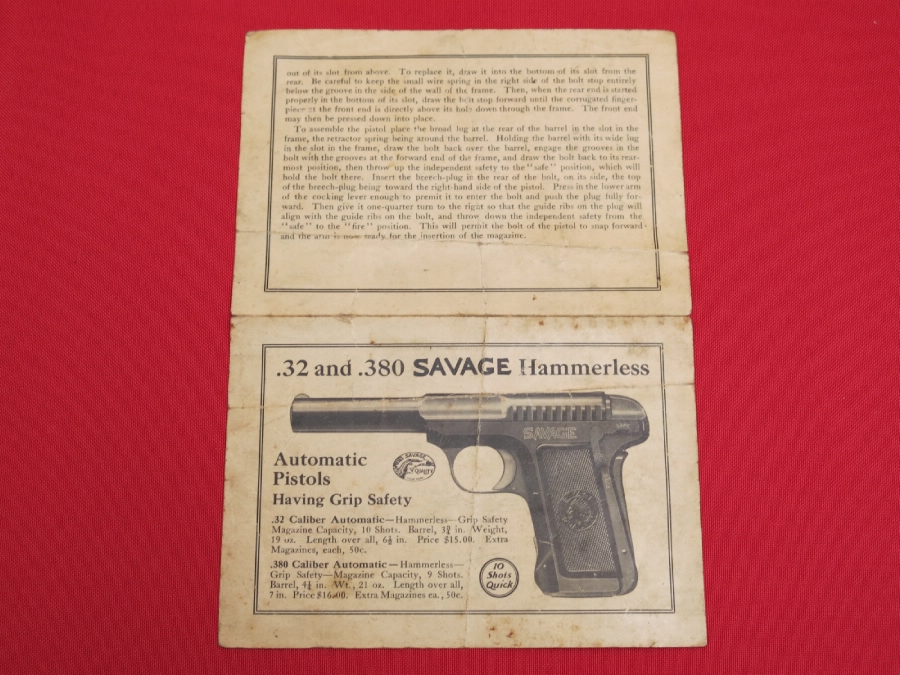 out of its slot from above. To replace it, draw it into the bottom of its slot from the
rear. Be careful to keep the small wire spring in the right side of the bolt stop entirely
below the groove in the side of the wall of the frame. Then, when the rear end is started
properly in the bottom of its slot, draw the bolt stop forward until the corrugated finger-
piece at the front end is directly above its hole down through the frame. The front end
may then be pressed down into place.
To assemble the pistol place the broad lug at the rear of the barrel in the slot in the
frame, the retractor spring being around the barrel. Holding the barrel with its wide lug
in the slot in the frame, draw the bolt back over the barrel, engage the grooves in the
bolt with the grooves at the forward end of the frame, and draw the bolt back to its rear-
most position, then throw up the independent safety to the "safe" position, which will
hold the bolt there. Insert the breech-plug in the rear of the bolt, on its side, the top
of the breech-plug being toward the right-hand side of the pistol. Press in the lower arm
of the cocking lever enough to premit it to enter the bolt and push the plug fully for-
ward. Then give it one-quarter turn to the right so that the guide ribs on the plug will
align with the guide ribs on the bolt, and throw down the independent safety from the
"safe" to the "fire" position. This will permit the bolt of the pistol to snap forward
and the arm is now ready for the insertion of the magazine.
.32 and .380 SAVAGE Hammerless
SAVAGE
SAFE
Automatic
Pistols
Having Grip Safety
SAVAGE
QUALITY
.32 Caliber Automatic—Hammerless—Grip Safety
Magazine Capacity, 10 Shots. Barrel, 3¾ in. Weight,
19 oz. Length over all, 6½ in. Price $15.00. Extra
Magazines, each, 50c.
.380 Caliber Automatic—Hammerless—
Grip Safety—Magazine Capacity, 9 Shots.
Barrel, 4¼ in. Wt., 21 oz. Length over all,
7 in. Price $16.00. Extra Magazines ea., 50c.
10
Shots
Quick